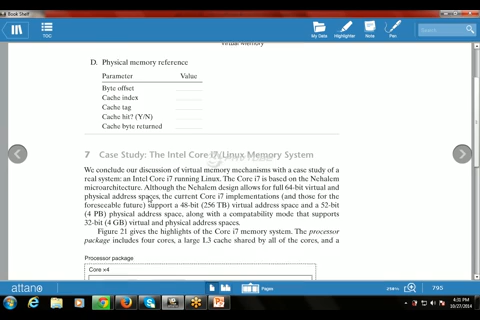 Book Shelf
TOC
My Data
Highlighter
Note
Pen
Search
Virtual Memory
D. Physical memory reference
Parameter Value
Byte offset
Cache index
Cache tag
Cache hit? (Y/N)
Cache byte returned
7 Case Study: The Intel Core i7/Linux Memory System
We conclude our discussion of virtual memory mechanisms with a case study of a
real system: an Intel Core i7 running Linux. The Core i7 is based on the Nehalem
microarchitecture. Although the Nehalem design allows for full 64-bit virtual and
physical address spaces, the current Core i7 implementations (and those for the
foreseeable future) support a 48-bit (256 TB) virtual address space and a 52-bit
(4 PB) physical address space, along with a compatability mode that supports
32-bit (4 GB) virtual and physical address spaces.
Figure 21 gives the highlights of the Core i7 memory system. The processor
package includes four cores, a large L3 cache shared by all of the cores, and a
Processor package
Core ×4
attano
Pages
258%
795
4:31 PM
10/27/2014